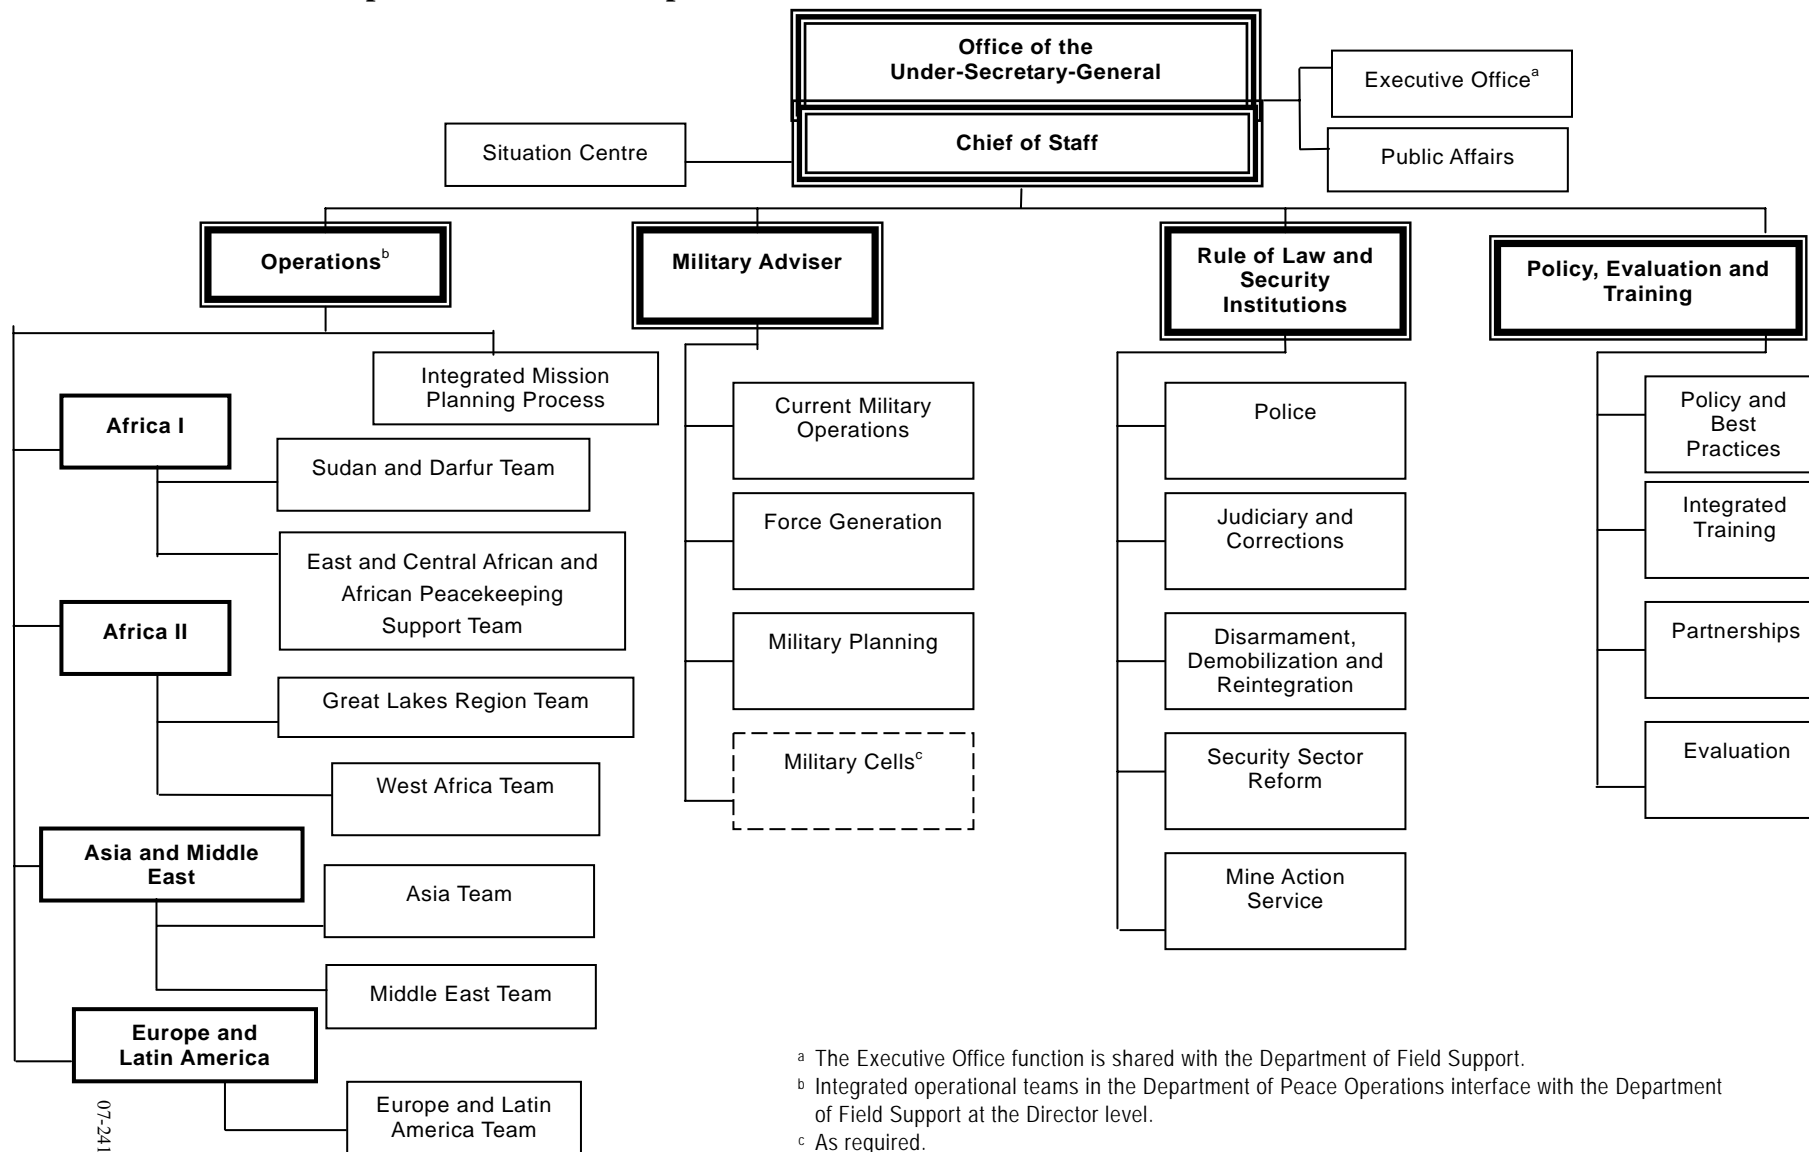 Office of the
Under-Secretary-General
Executive Office^a
Chief of Staff
Situation Centre
Public Affairs
Operations^b
Military Adviser
Rule of Law and
Security
Institutions
Policy, Evaluation and
Training
Integrated Mission
Planning Process
Africa I
Sudan and Darfur Team
East and Central African and
African Peacekeeping
Support Team
Africa II
Great Lakes Region Team
West Africa Team
Asia and Middle
East
Asia Team
Middle East Team
Europe and
Latin America
Europe and Latin
America Team
Current Military
Operations
Force Generation
Military Planning
Military Cells^c
Police
Judiciary and
Corrections
Disarmament,
Demobilization and
Reintegration
Security Sector
Reform
Mine Action
Service
Policy and
Best
Practices
Integrated
Training
Partnerships
Evaluation
a The Executive Office function is shared with the Department of Field Support.
b Integrated operational teams in the Department of Peace Operations interface with the Department
of Field Support at the Director level.
c As required.
07-241